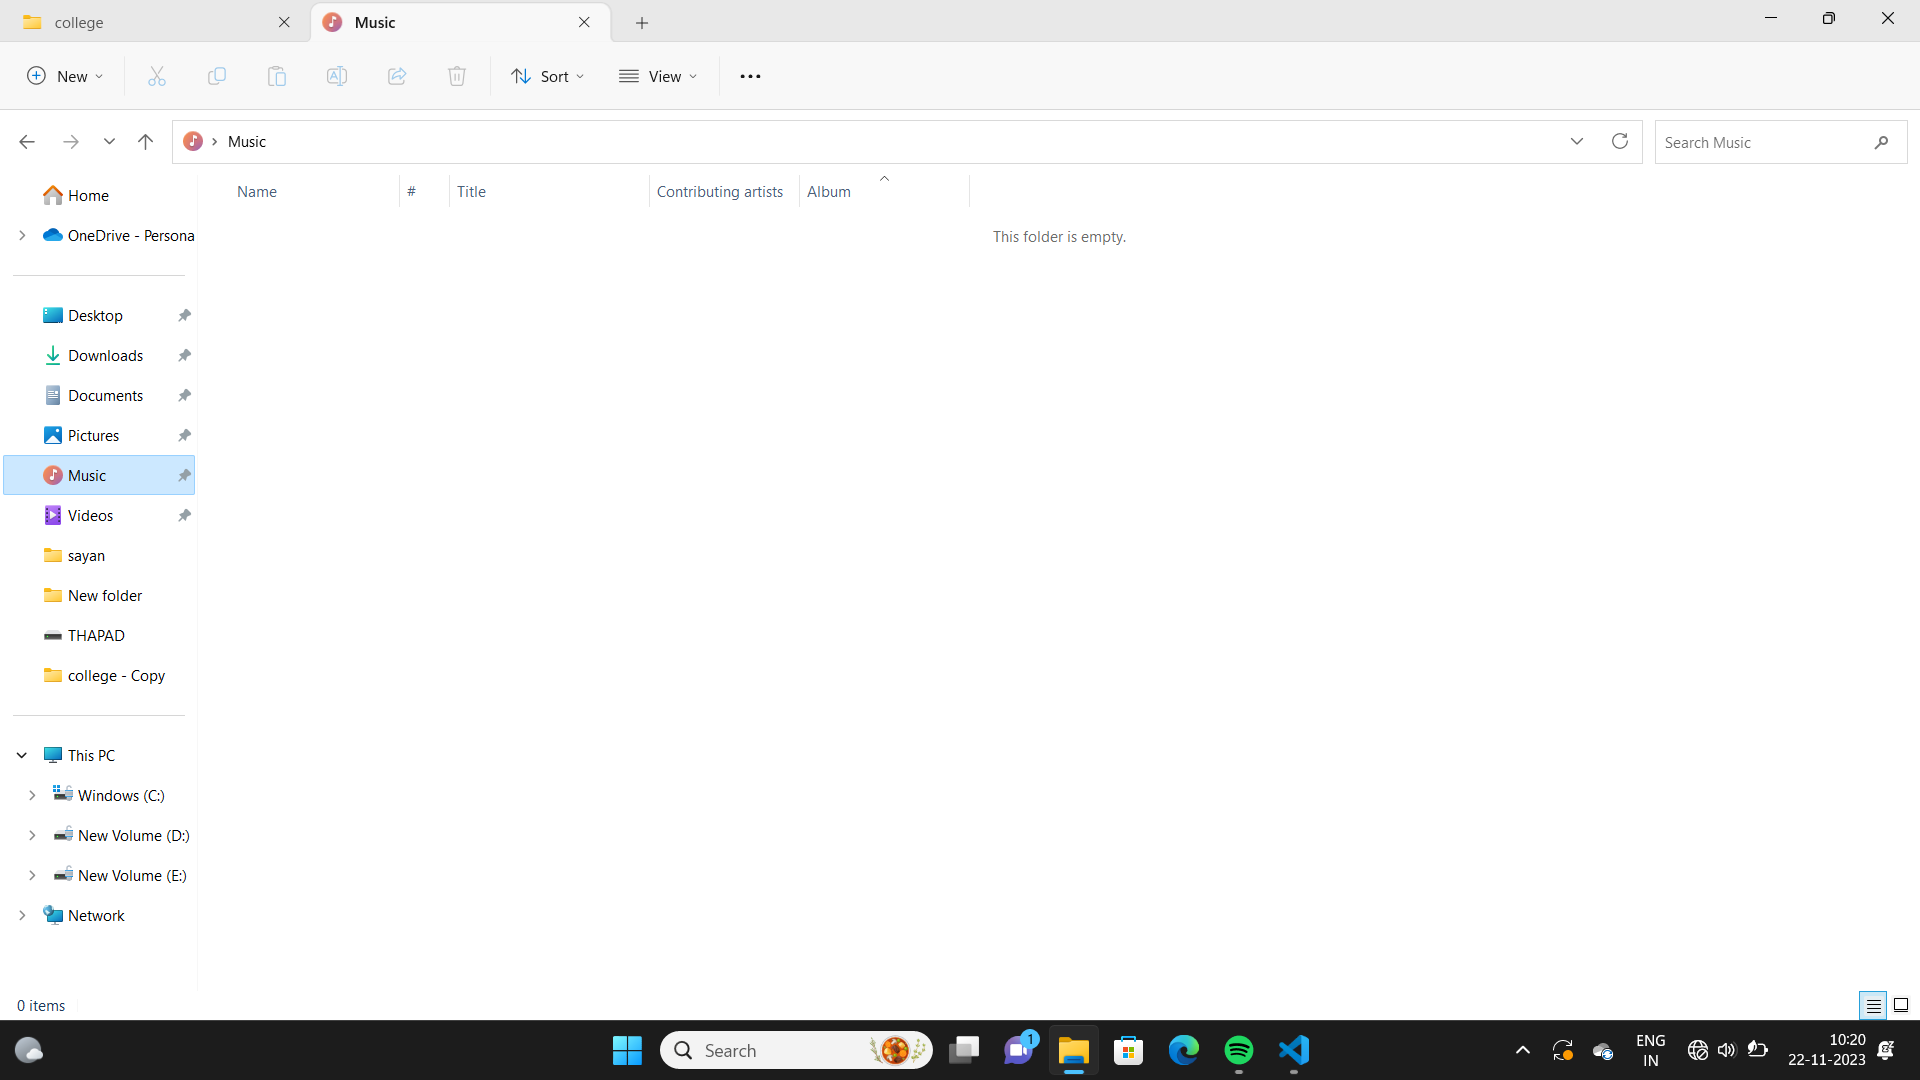 college
Music
New
Sort
View
Music
Search Music
Name
#
Title
Contributing artists
Album
This folder is empty.
Home
OneDrive - Persona
Desktop
Downloads
Documents
Pictures
Music
Videos
sayan
New folder
THAPAD
college - Copy
This PC
Windows (C:)
New Volume (D:)
New Volume (E:)
Network
0 items
Search
1
ENG
IN
10:20
22-11-2023